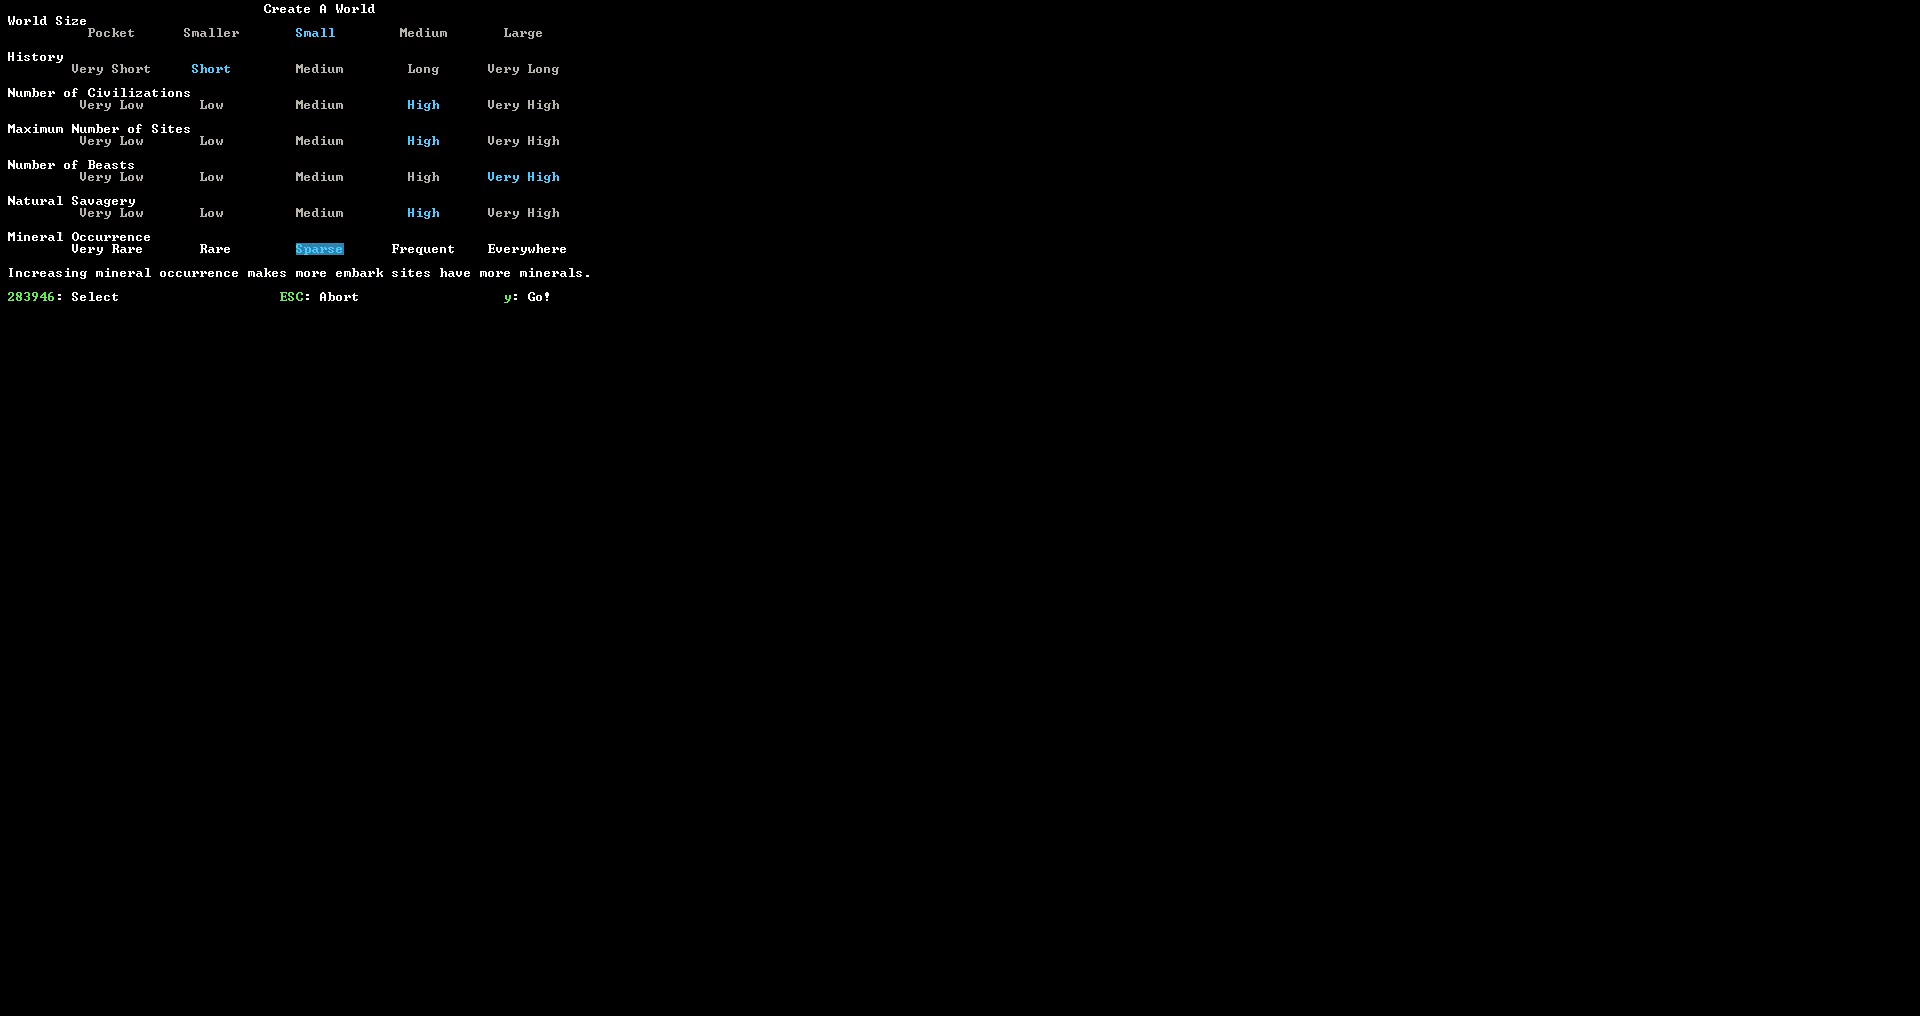 Create A World
World Size
Pocket Smaller Small Medium Large
History
Very Short Short Medium Long Very Long
Number of Civilizations
Very Low Low Medium High Very High
Maximum Number of Sites
Very Low Low Medium High Very High
Number of Beasts
Very Low Low Medium High Very High
Natural Savagery
Very Low Low Medium High Very High
Mineral Occurrence
Very Rare Rare Sparse Frequent Everywhere
Increasing mineral occurrence makes more embark sites have more minerals.
283946: Select ESC: Abort y: Go!